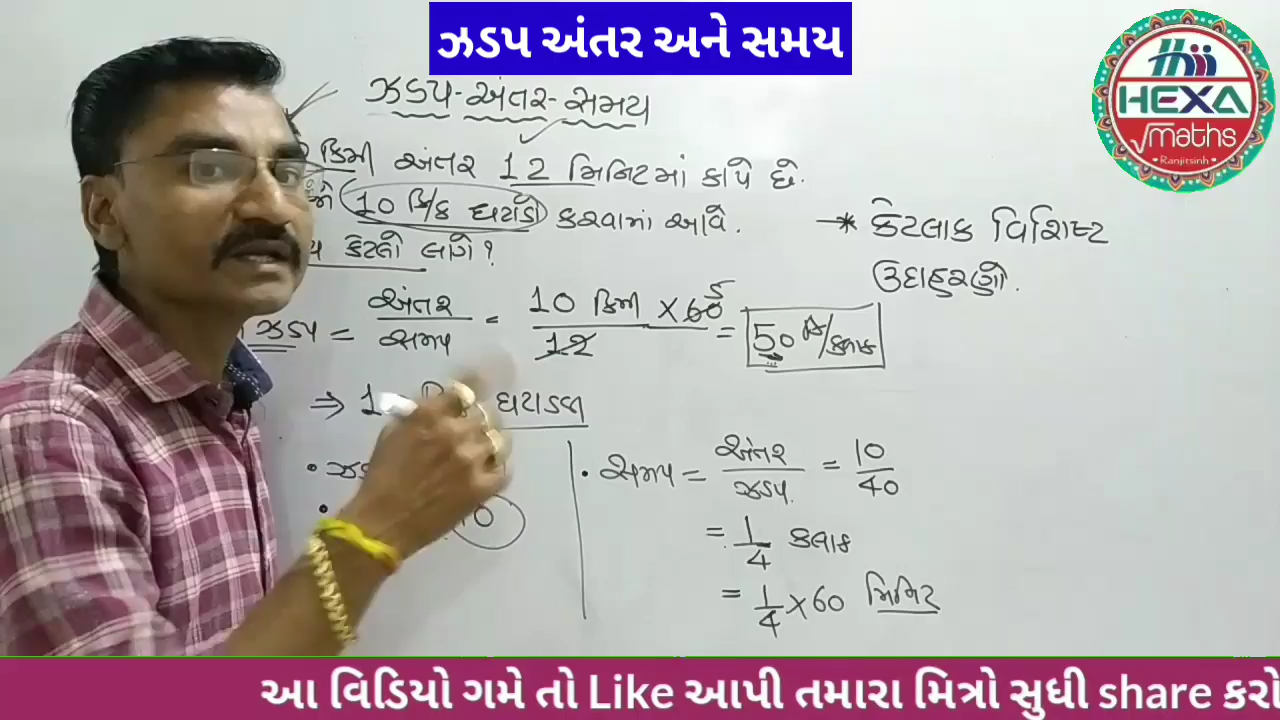 ઝડપ અંતર અને સમય
HEXA
maths
Ranjitsinh
ઝડપ-અંતર-સમય
કિમી અંતર 12 મિનિટમાં કાપે છે.
10 કિ/ક ઘટાડો કરવામાં આવે.
કેટલો લાગે?
* કેટલાક વિશિષ્ટ
ઉદાહરણો.
ઝડપ = અંતર / સમય = 10 કિમી × 60 / 12 = 50 કિ/કલાક
5
⇒ ઘટાડતા
• સમય = અંતર / ઝડપ = 10 / 40
= 1/4 કલાક
= 1/4 × 60 મિનિટ
આ વિડિયો ગમે તો Like આપી તમારા મિત્રો સુધી share કરો